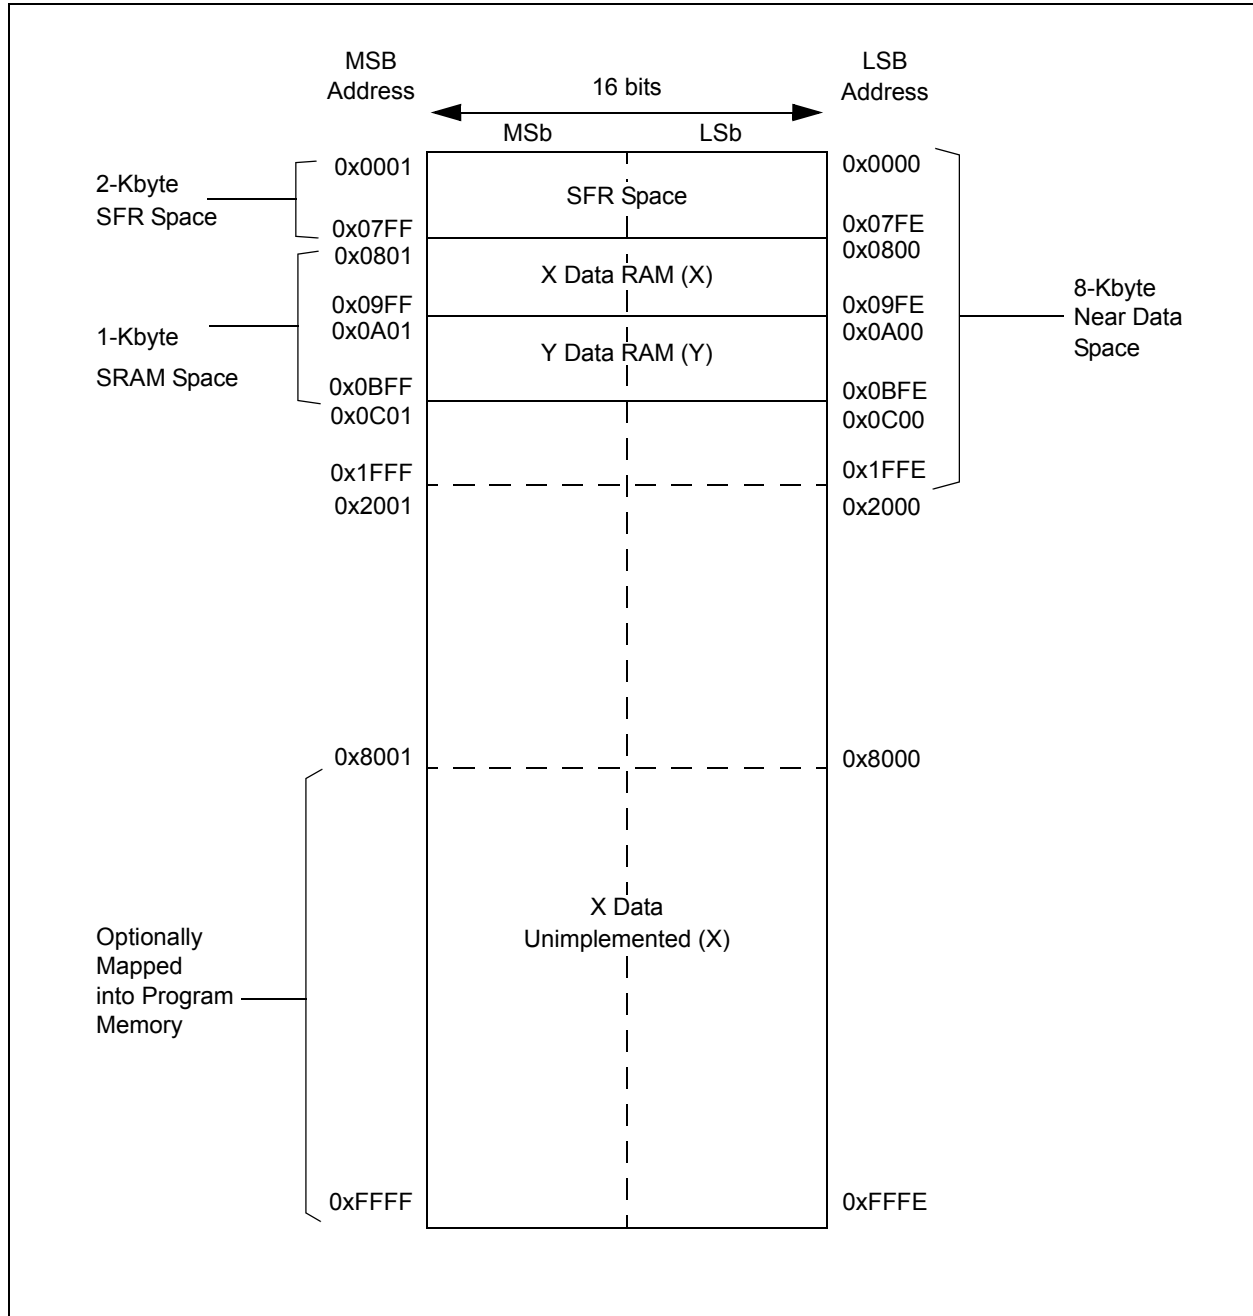 MSB
Address
LSB
Address
16 bits
MSb
LSb
0x0001
0x0000
2-Kbyte
SFR Space
SFR Space
0x07FF
0x07FE
0x0801
0x0800
X Data RAM (X)
0x09FF
0x09FE
0x0A01
0x0A00
8-Kbyte
Near Data
Space
1-Kbyte
SRAM Space
Y Data RAM (Y)
0x0BFF
0x0BFE
0x0C01
0x0C00
0x1FFF
0x1FFE
0x2001
0x2000
0x8001
0x8000
X Data
Unimplemented (X)
Optionally
Mapped
into Program
Memory
0xFFFF
0xFFFE